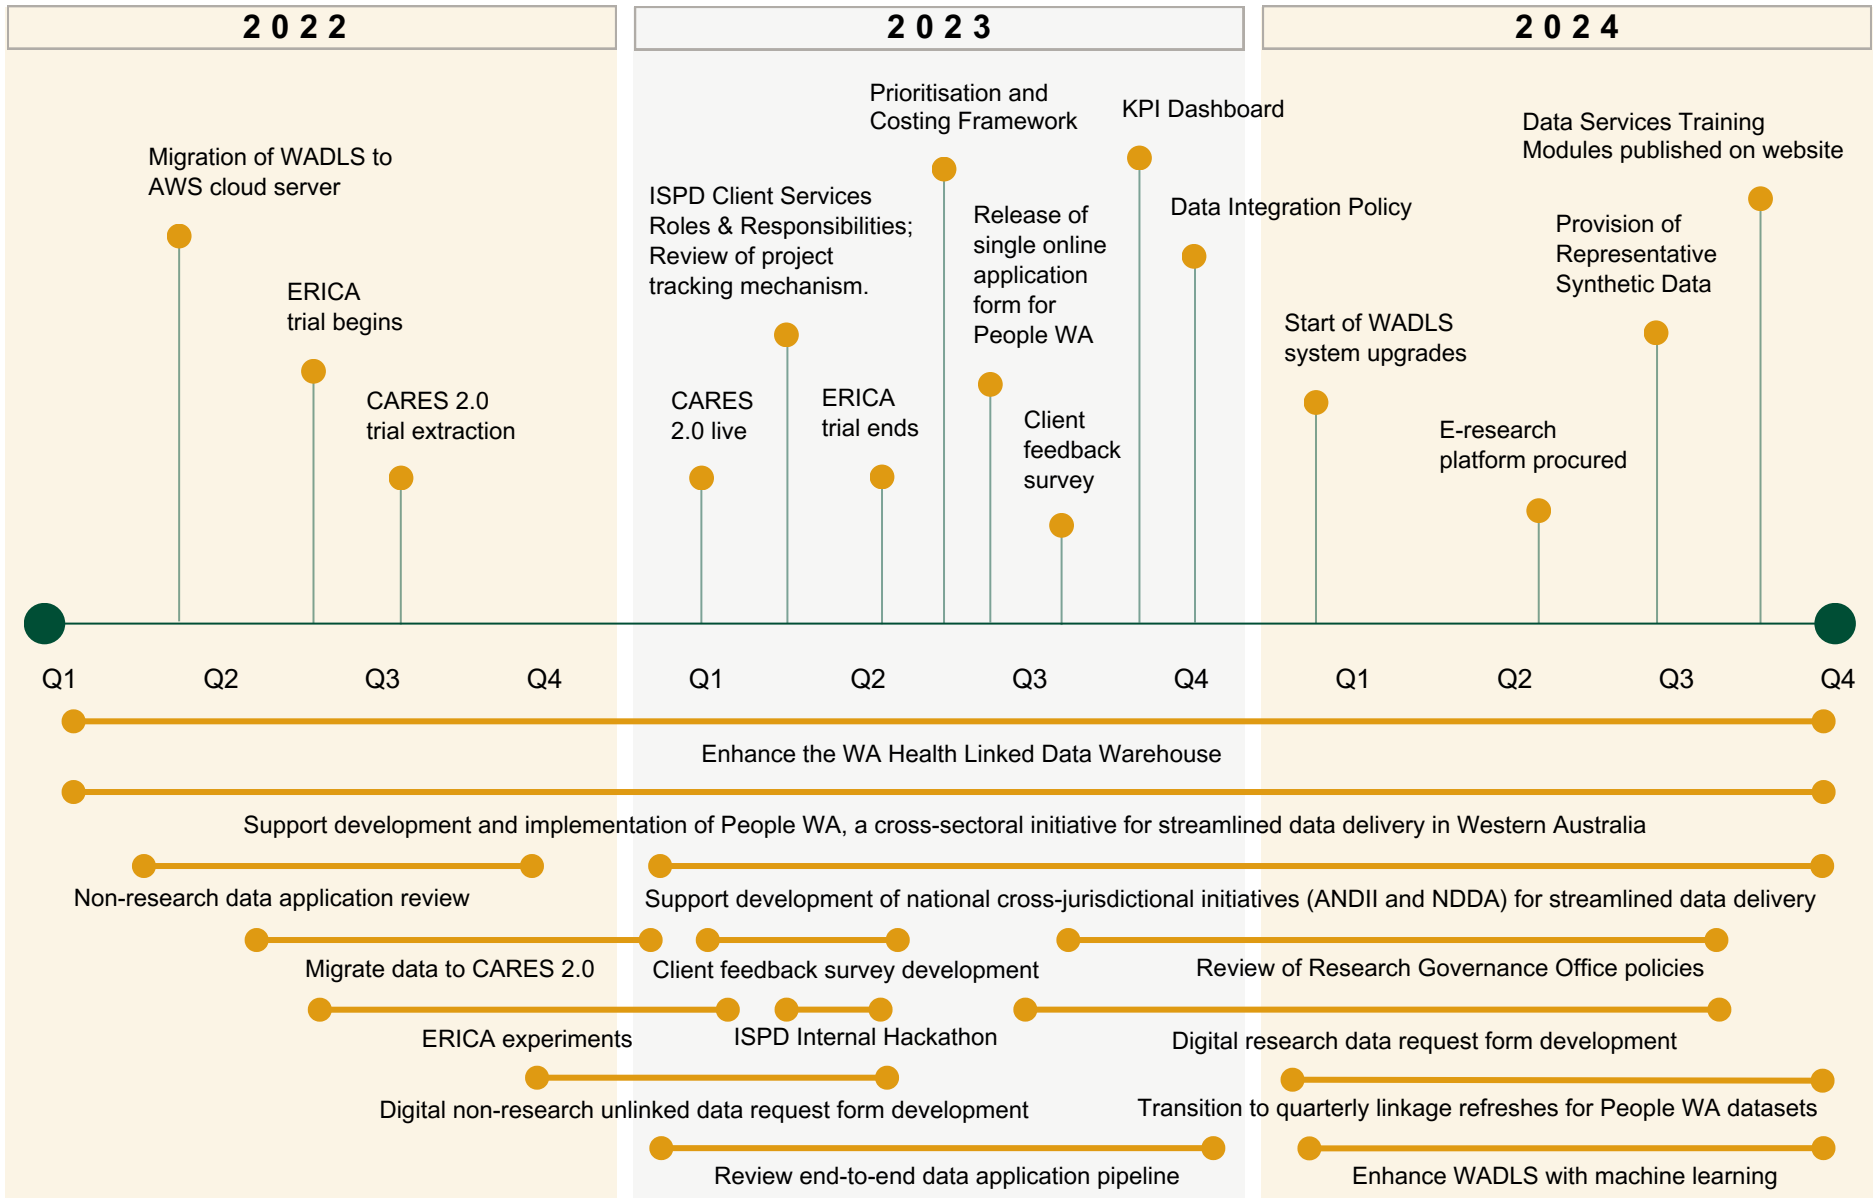 2022
2023
2024
Migration of WADLS to
AWS cloud server
ERICA
trial begins
CARES 2.0
trial extraction
ISPD Client Services
Roles & Responsibilities;
Review of project
tracking mechanism.
CARES
2.0 live
ERICA
trial ends
Prioritisation and
Costing Framework
Release of
single online
application
form for
People WA
Client
feedback
survey
KPI Dashboard
Data Integration Policy
Start of WADLS
system upgrades
E-research
platform procured
Provision of
Representative
Synthetic Data
Data Services Training
Modules published on website
Q1 Q2 Q3 Q4 Q1 Q2 Q3 Q4 Q1 Q2 Q3 Q4
Enhance the WA Health Linked Data Warehouse
Support development and implementation of People WA, a cross-sectoral initiative for streamlined data delivery in Western Australia
Non-research data application review
Support development of national cross-jurisdictional initiatives (ANDII and NDDA) for streamlined data delivery
Migrate data to CARES 2.0
Client feedback survey development
Review of Research Governance Office policies
ERICA experiments
ISPD Internal Hackathon
Digital research data request form development
Digital non-research unlinked data request form development
Transition to quarterly linkage refreshes for People WA datasets
Review end-to-end data application pipeline
Enhance WADLS with machine learning